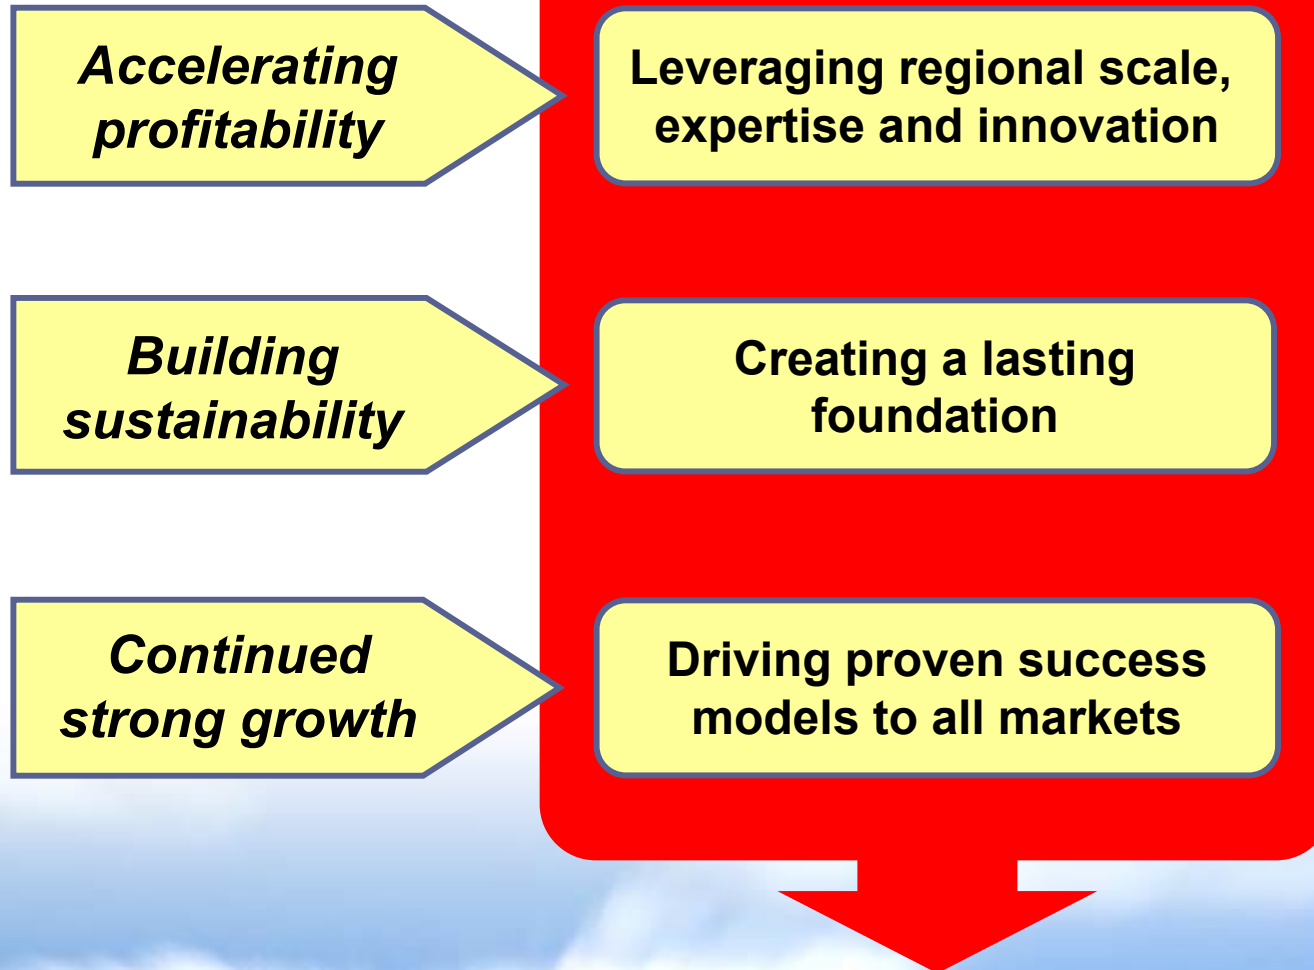 Accelerating
profitability
Leveraging regional scale,
expertise and innovation
Building
sustainability
Creating a lasting
foundation
Continued
strong growth
Driving proven success
models to all markets